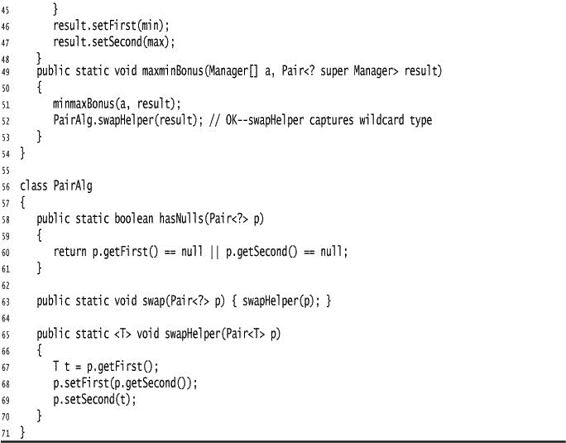 45       }
46       result.setFirst(min);
47       result.setSecond(max);
48    }
49    public static void maxminBonus(Manager[] a, Pair<? super Manager> result)
50    {
51       minmaxBonus(a, result);
52       PairAlg.swapHelper(result); // OK--swapHelper captures wildcard type
53    }
54 }
55
56 class PairAlg
57 {
58    public static boolean hasNulls(Pair<?> p)
59    {
60       return p.getFirst() == null || p.getSecond() == null;
61    }
62
63    public static void swap(Pair<?> p) { swapHelper(p); }
64
65    public static <T> void swapHelper(Pair<T> p)
66    {
67       T t = p.getFirst();
68       p.setFirst(p.getSecond());
69       p.setSecond(t);
70    }
71 }